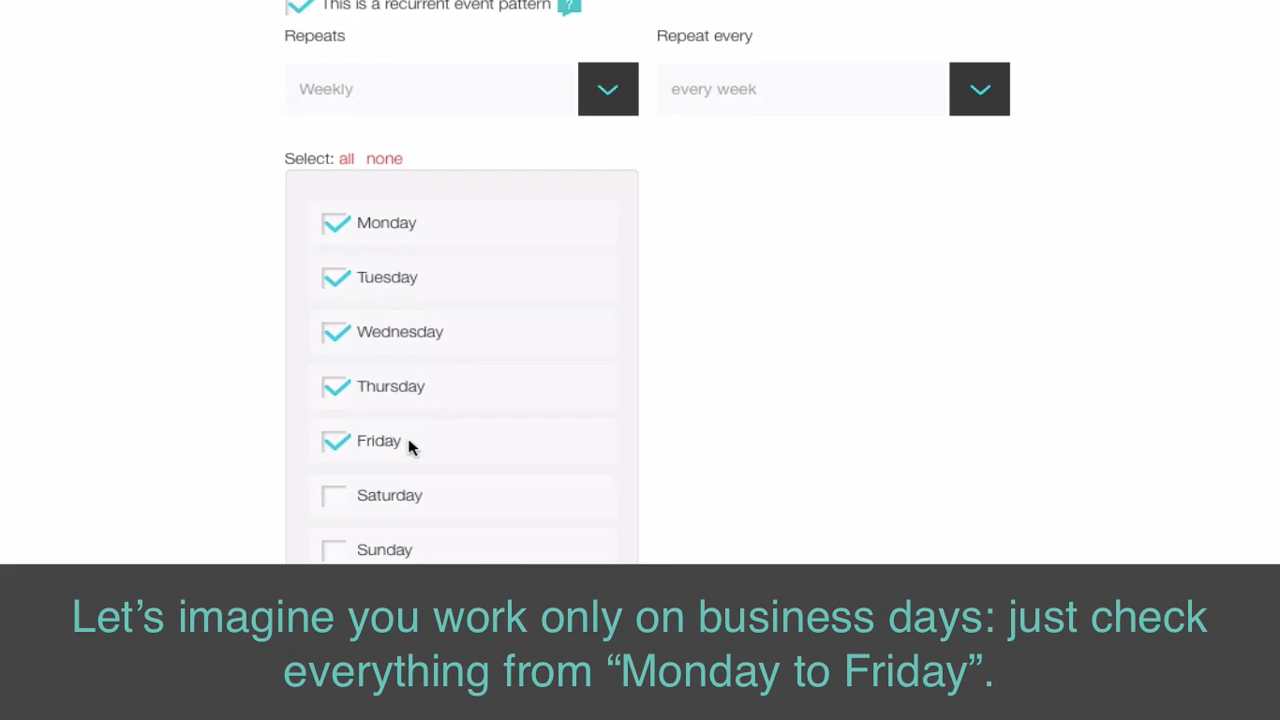 This is a recurrent event pattern ?
Repeats Repeat every
Weekly every week
Select: all none
Monday
Tuesday
Wednesday
Thursday
Friday
Saturday
Sunday
Let’s imagine you work only on business days: just check
everything from “Monday to Friday”.